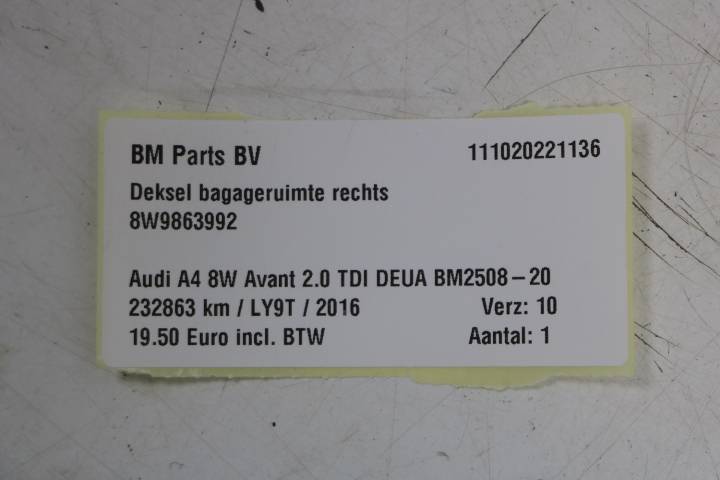 BM Parts BV 111020221136
Deksel bagageruimte rechts
8W9863992
Audi A4 8W Avant 2.0 TDI DEUA BM2508-20
232863 km / LY9T / 2016 Verz: 10
19.50 Euro incl. BTW Aantal: 1